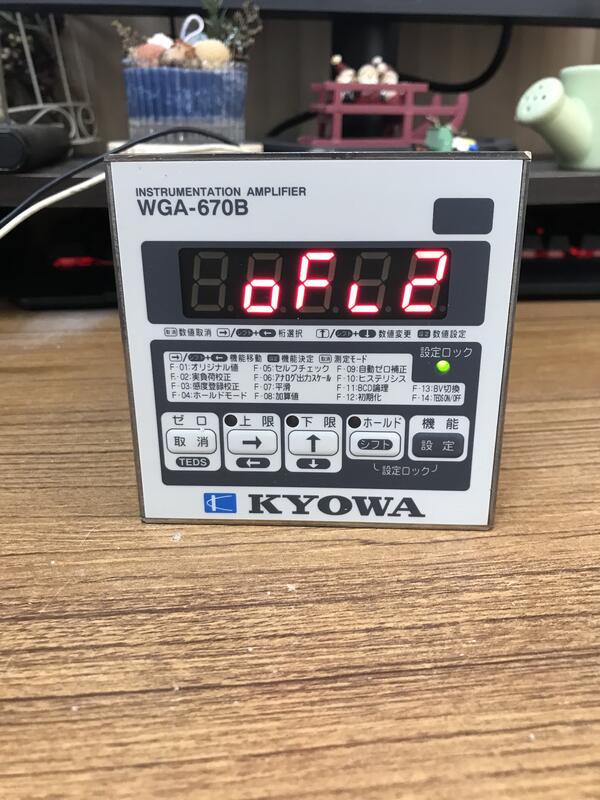 INSTRUMENTATION AMPLIFIER
WGA-670B
oFL2
取消 数値取消 →/シフト+← 桁選択 ↑/シフト+↓ 数値変更 設定 数値設定
→/シフト+← 機能移動 設定 機能決定 取消 測定モード 設定ロック
F-01:オリジナル値 F-05:セルフチェック F-09:自動ゼロ補正
F-02:実負荷校正 F-06:アナログ出力スケール F-10:ヒステリシス
F-03:感度登録校正 F-07:平滑 F-11:BCD論理 F-13:BV切換
F-04:ホールドモード F-08:加算値 F-12:初期化 F-14:TEDS ON/OFF
ゼロ 上限 下限 ホールド 機能
取消 → ↑ シフト 設定
TEDS ← ↓ 設定ロック
KYOWA